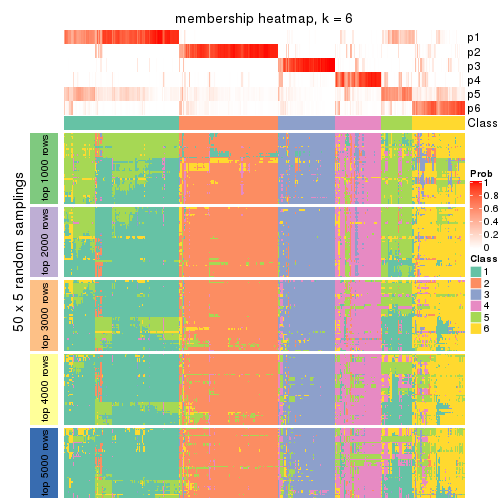 membership heatmap, k = 6
p1
p2
p3
p4
p5
p6
Class
50 x 5 random samplings
top 1000 rows
top 2000 rows
top 3000 rows
top 4000 rows
top 5000 rows
Prob
1
0.8
0.6
0.4
0.2
0
Class
1
2
3
4
5
6